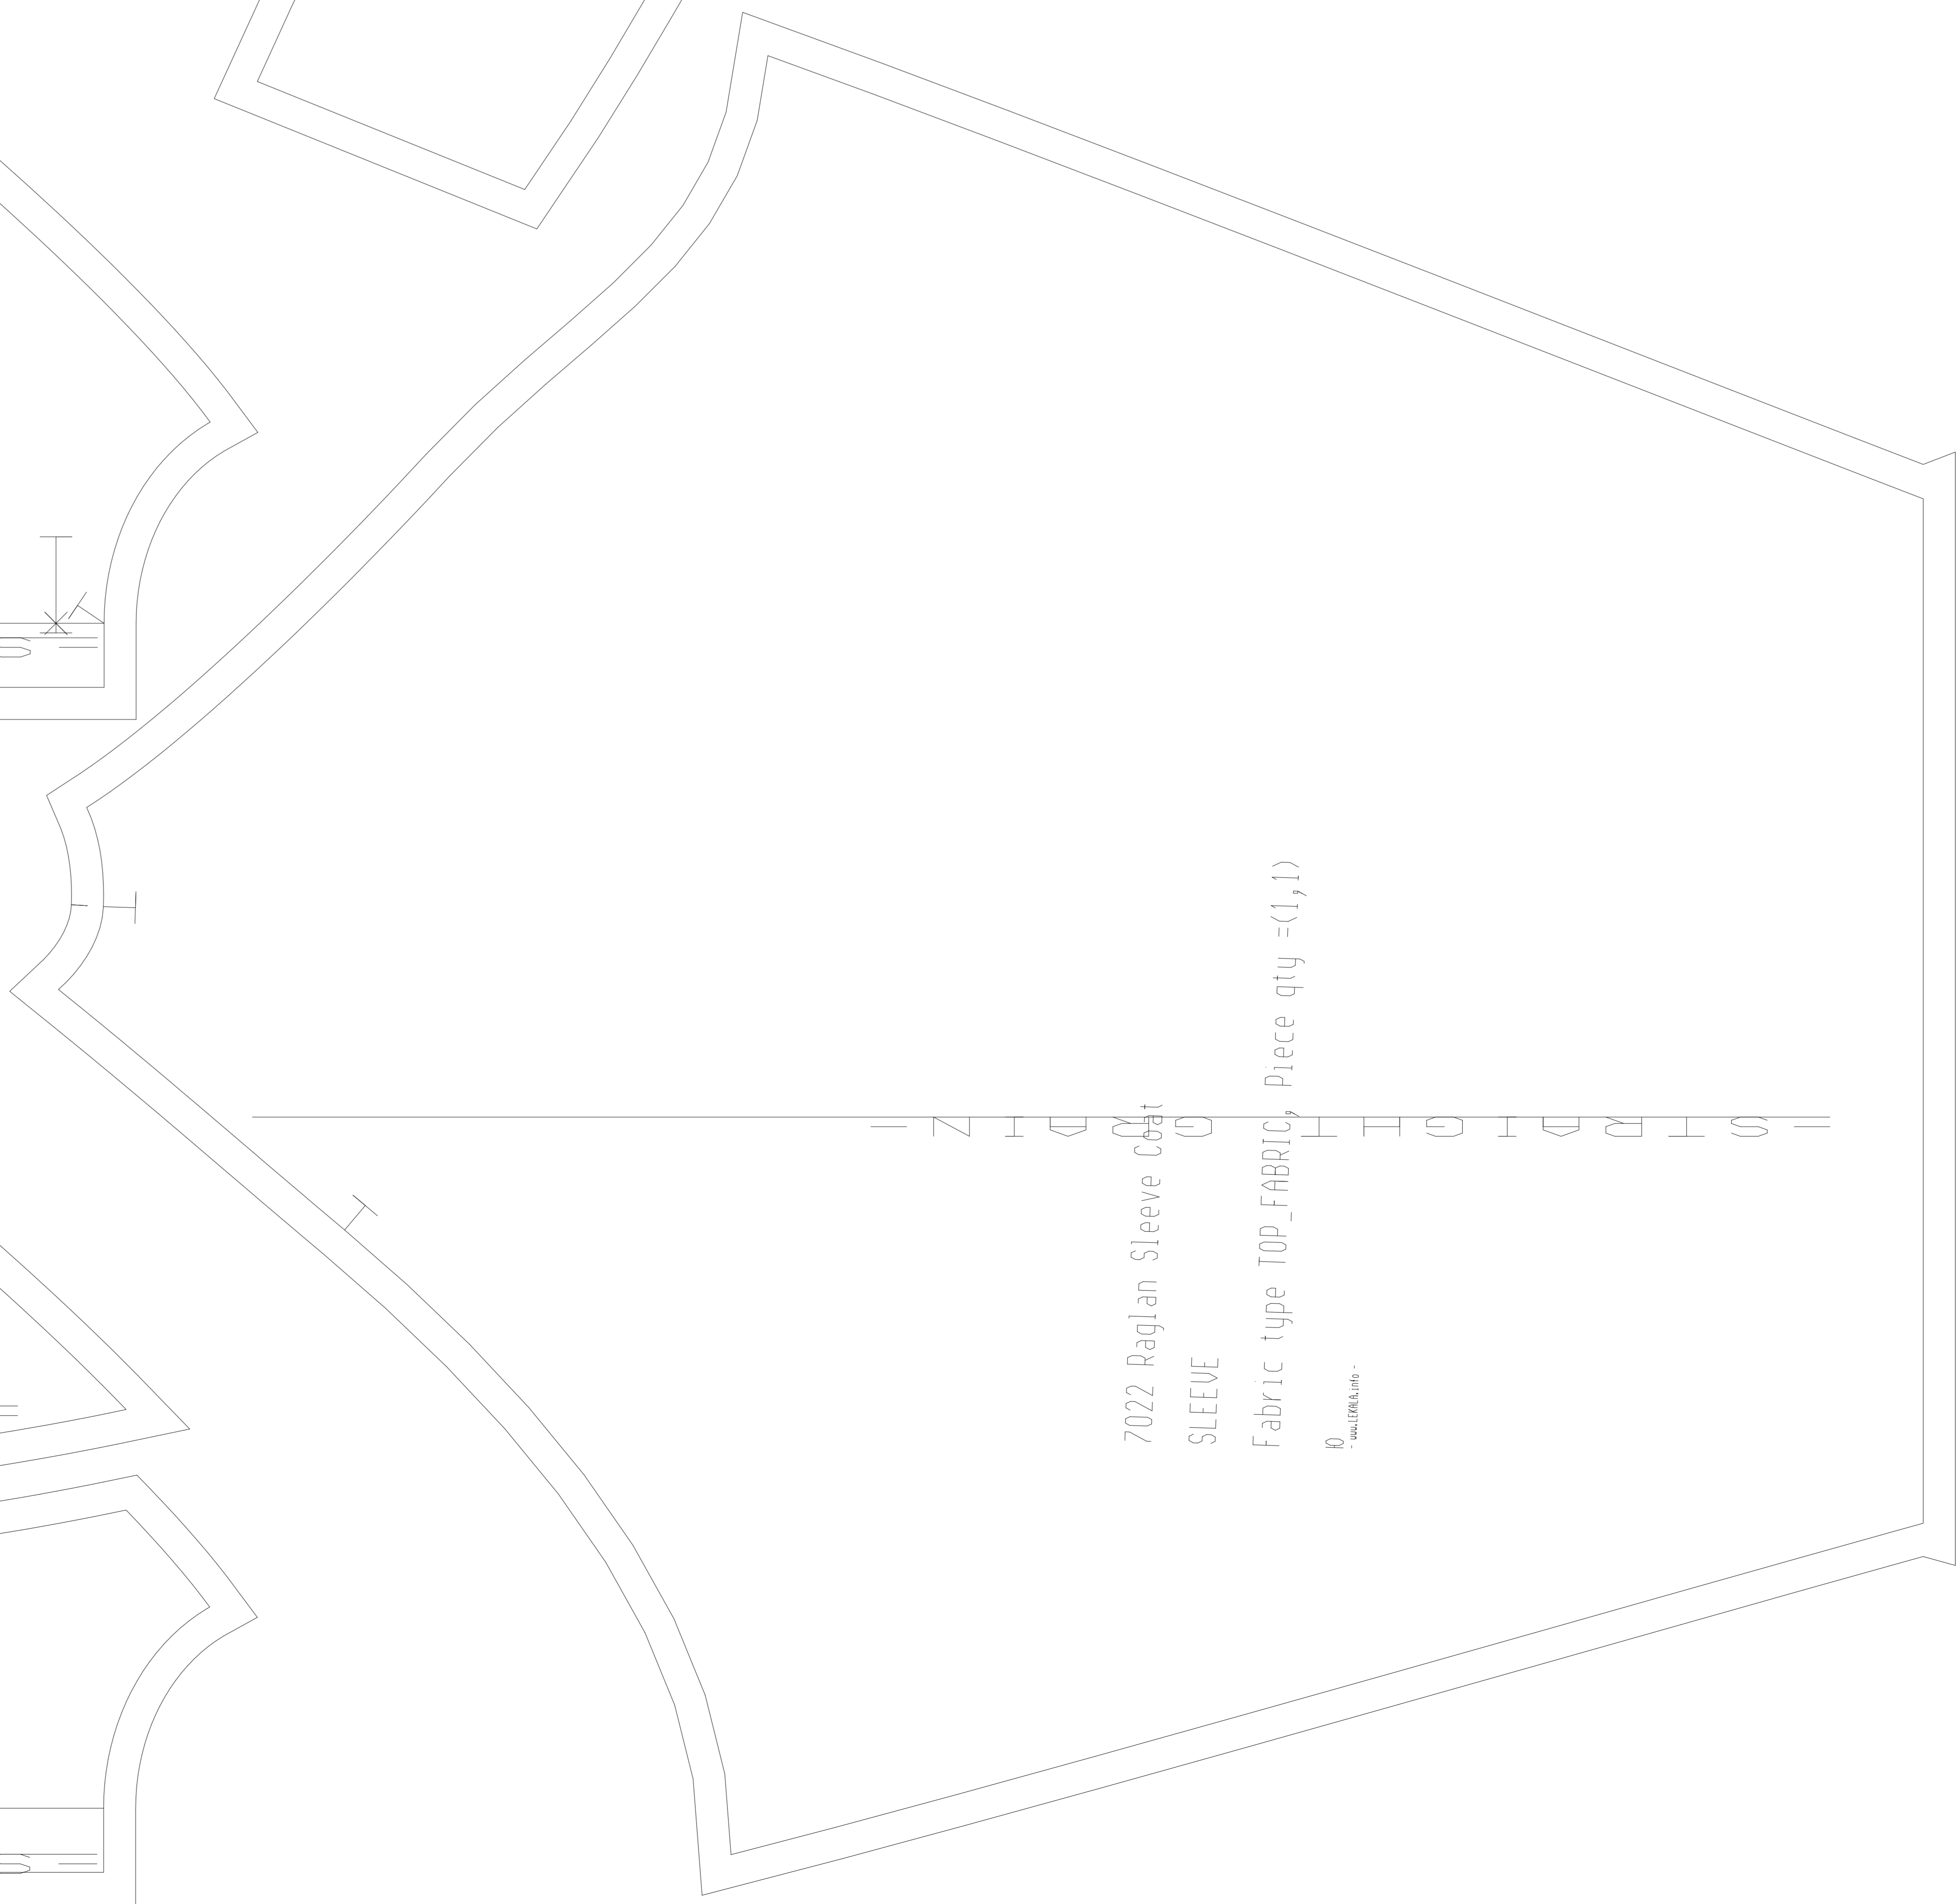 7022 Raglan Sleeve Coat
SLEEVE
Fabric type TOP_FABRIC, Piece qty =(1,1)
- www.LEKALA.info -
- STRAIGHT GRAIN -